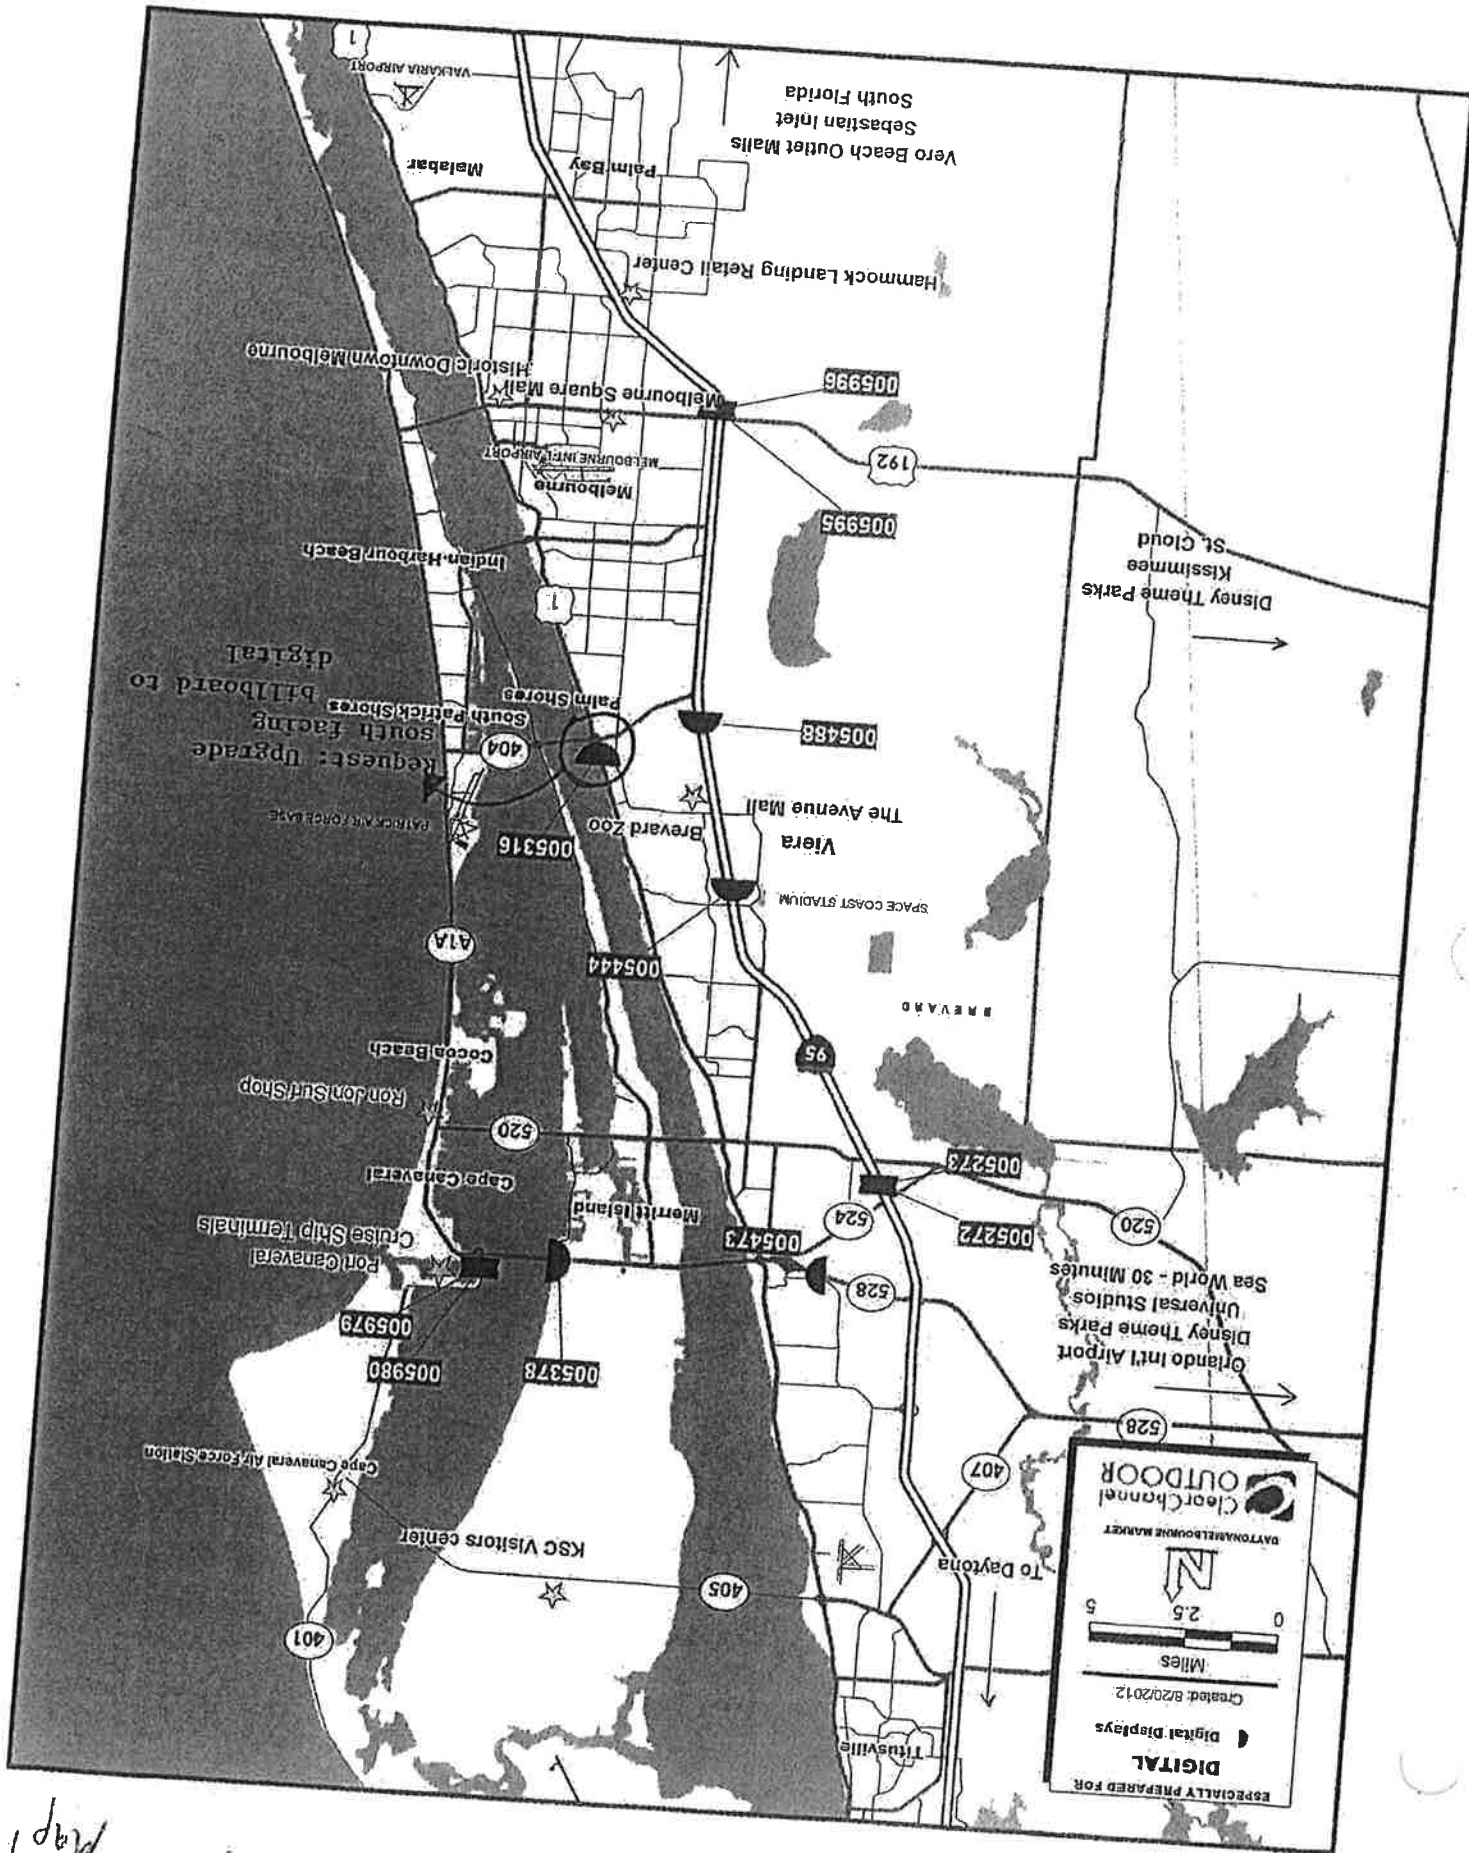 Map
ESPECIALLY PREPARED FOR
DIGITAL
Digital Displays
Created: 8/20/2012
Miles
0 2.5 5
N
DAYTONA/MELBOURNE MARKET
ClearChannel
OUTDOOR
Titusville
To Daytona
401
405
KSC Visitors center
407
Cape Canaveral Air Force Station
528
Orlando Int'l Airport
Disney Theme Parks
Universal Studios
Sea World - 30 Minutes
005378
005980
005979
528
Port Canaveral
Cruise Ship Terminals
005473
005272
520
524
Merritt Island
Cape Canaveral
005273
520
Ron Jon Surf Shop
Cocoa Beach
95
BREVARD
005444
A1A
SPACE COAST STADIUM
Viera
The Avenue Mall
Brevard Zoo
005316
PATRICK AIR FORCE BASE
Request: Upgrade
south facing
billboard to
digital
404
005488
South Patrick Shores
Palm Shores
Disney Theme Parks
Kissimmee
St. Cloud
1
Indian Harbour Beach
005995
Melbourne
MELBOURNE INT'L AIRPORT
192
005996
Melbourne Square Mall
Historic Downtown Melbourne
Hammock Landing Retail Center
Palm Bay
Malabar
Vero Beach Outlet Malls
Sebastian Inlet
South Florida
VALKARIA AIRPORT
1